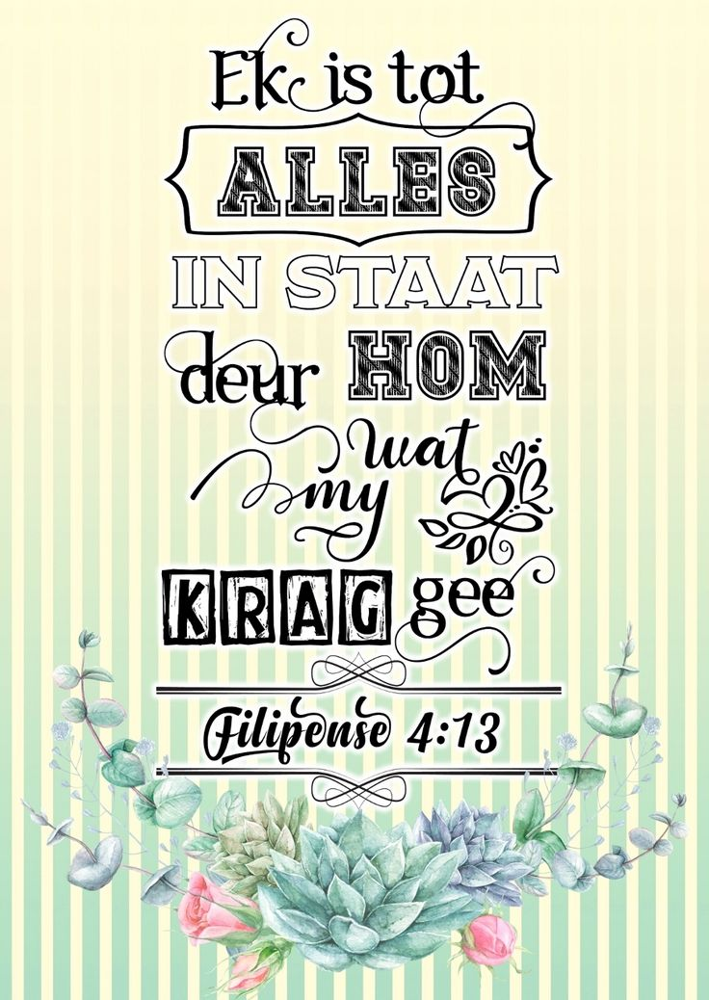 Ek is tot
ALLES
IN STAAT
deur HOM
wat
my
KRAG gee
Filipense 4:13